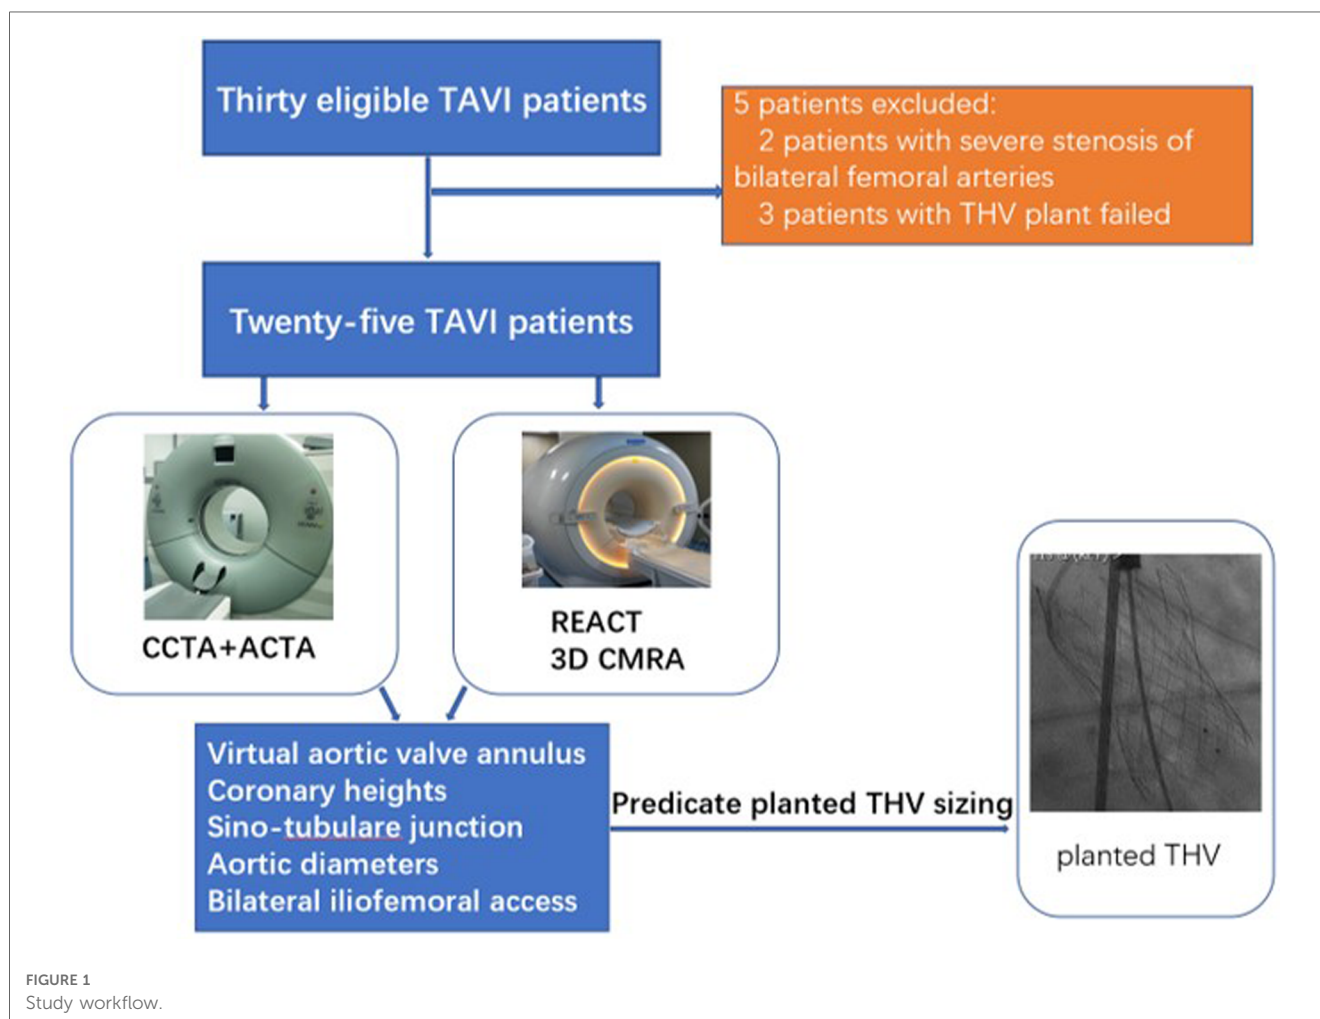 Thirty eligible TAVI patients
5 patients excluded:
2 patients with severe stenosis of
bilateral femoral arteries
3 patients with THV plant failed
Twenty-five TAVI patients
CCTA+ACTA
REACT
3D CMRA
Virtual aortic valve annulus
Coronary heights
Sino-tubulare junction
Aortic diameters
Bilateral iliofemoral access
Predicate planted THV sizing
planted THV
FIGURE 1
Study workflow.